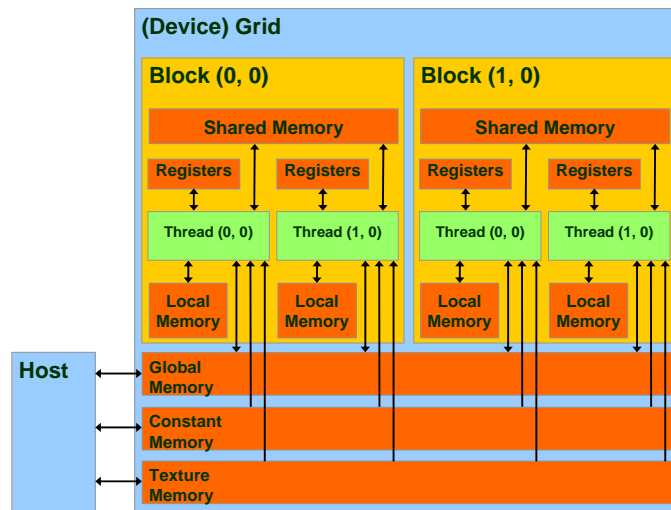 (Device) Grid
Block (0, 0)
Block (1, 0)
Shared Memory
Shared Memory
Registers
Registers
Registers
Registers
Thread (0, 0)
Thread (1, 0)
Thread (0, 0)
Thread (1, 0)
Local
Memory
Local
Memory
Local
Memory
Local
Memory
Host
Global
Memory
Constant
Memory
Texture
Memory